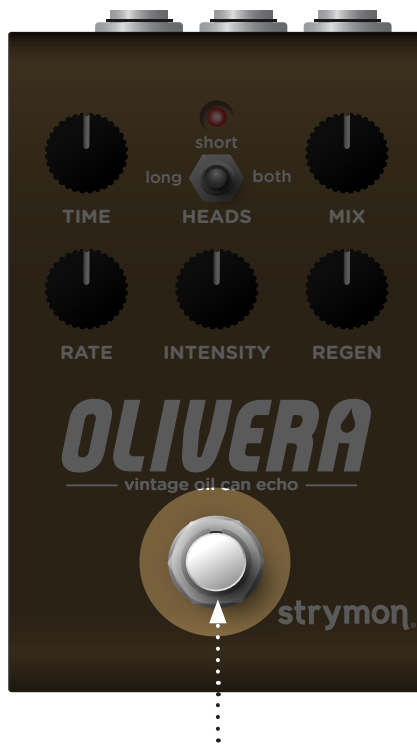 short
long both
TIME HEADS MIX
RATE INTENSITY REGEN
OLIVERA
vintage oil can echo
strymon®